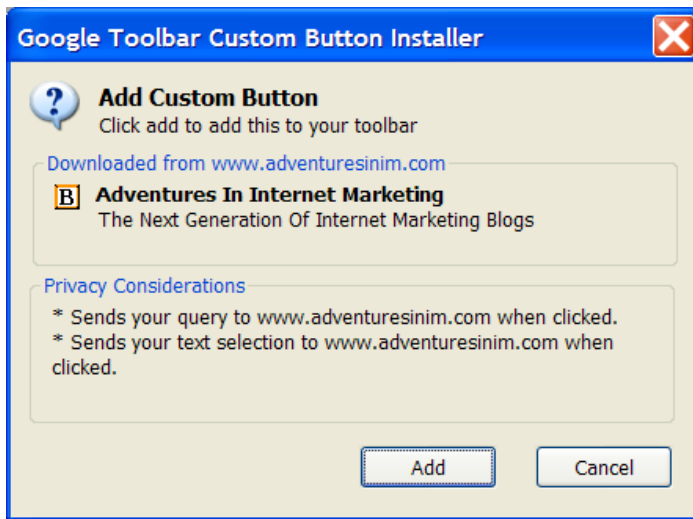 Google Toolbar Custom Button Installer
Add Custom Button
Click add to add this to your toolbar
Downloaded from www.adventuresinim.com
B Adventures In Internet Marketing
The Next Generation Of Internet Marketing Blogs
Privacy Considerations
* Sends your query to www.adventuresinim.com when clicked.
* Sends your text selection to www.adventuresinim.com when
clicked.
Add Cancel